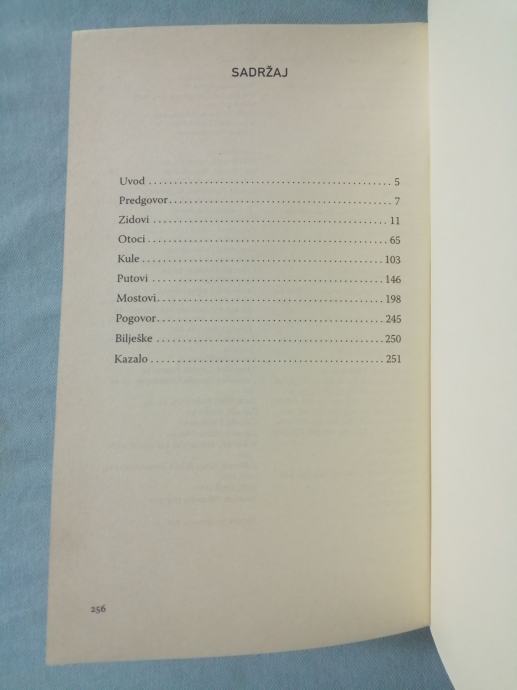 SADRŽAJ
Uvod 5
Predgovor 7
Zidovi 11
Otoci 65
Kule 103
Putovi 146
Mostovi 198
Pogovor 245
Bilješke 250
Kazalo 251
256